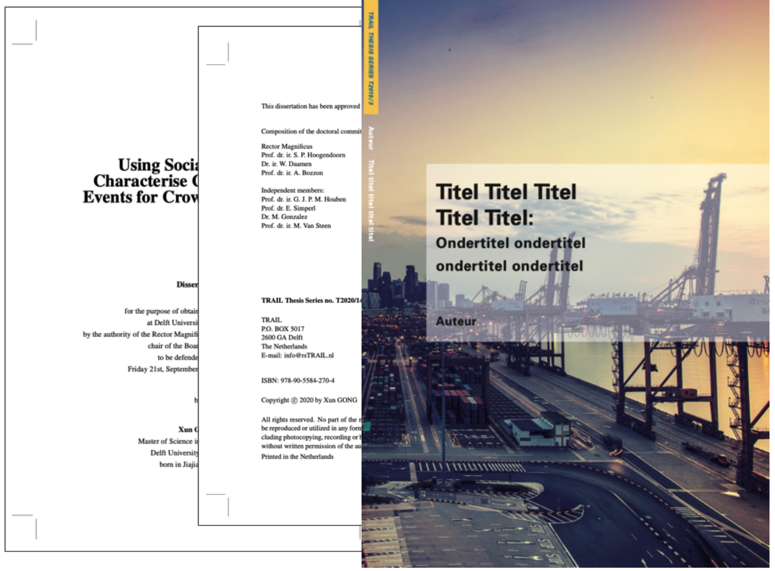 Using Socia
Characterise C
Events for Crow
Disser
for the purpose of obtain
at Delft Universi
by the authority of the Rector Magnifi
chair of the Boar
to be defende
Friday 21st, September
b
Xun G
Master of Science i
Delft University
born in Jiajia
This dissertation has been approved
Composition of the doctoral commit
Rector Magnificus
Prof. dr. ir. S. P. Hoogendoorn
Dr. ir. W. Daamen
Prof. dr. ir. A. Bozzon
Independent members:
Prof. dr. ir. G. J. P. M. Houben
Prof. dr. E. Simperl
Dr. M. Gonzalez
Prof. dr. ir. M. Van Steen
TRAIL Thesis Series no. T2020/14
TRAIL
P.O. BOX 5017
2600 GA Delft
The Netherlands
E-mail: info@rsTRAIL.nl
ISBN: 978-90-5584-270-4
Copyright © 2020 by Xun GONG
All rights reserved. No part of the m
be reproduced or utilized in any form
cluding photocopying, recording or b
without written permission of the au
Printed in the Netherlands
TRAIL THESIS SERIES T2019/3
Auteur Titel titel titel titel titel
Titel Titel Titel
Titel Titel:
Ondertitel ondertitel
ondertitel ondertitel
Auteur